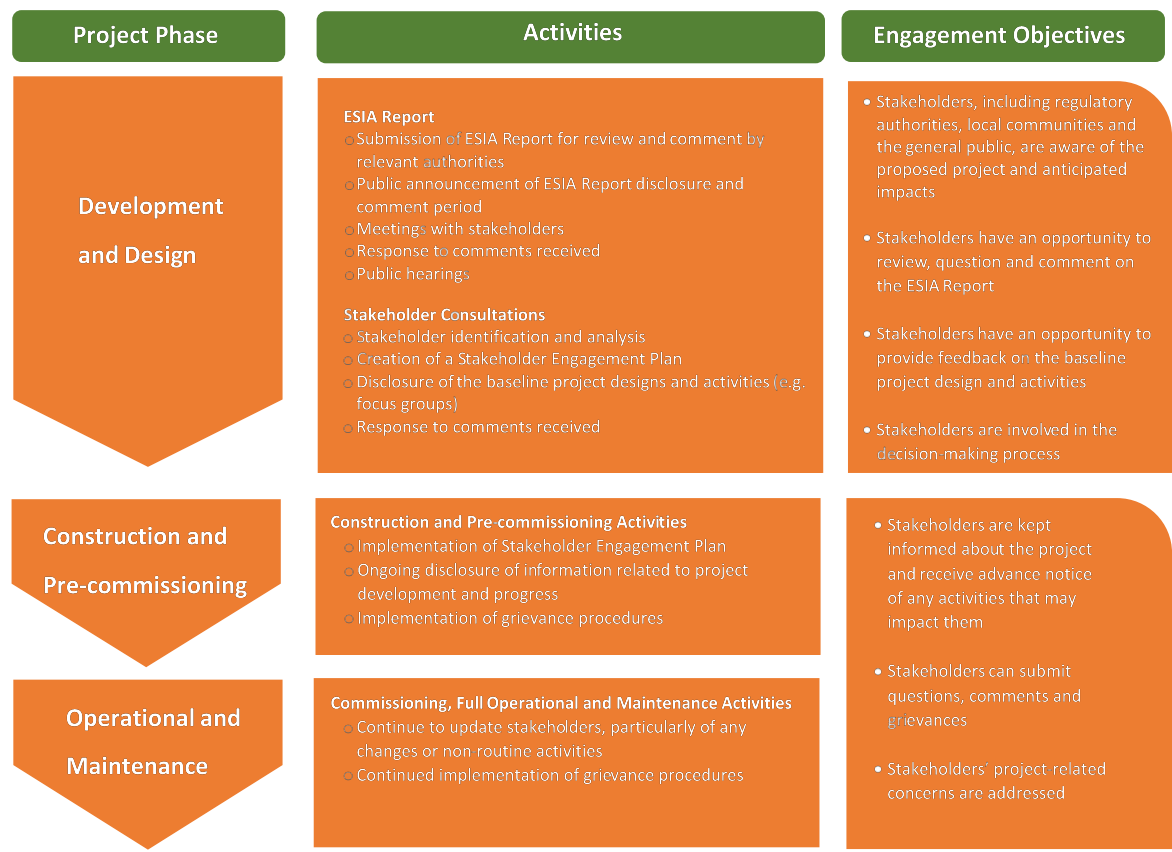 Project Phase
Activities
Engagement Objectives
Development
and Design
ESIA Report
○ Submission of ESIA Report for review and comment by
relevant authorities
○ Public announcement of ESIA Report disclosure and
comment period
○ Meetings with stakeholders
○ Response to comments received
○ Public hearings
Stakeholder Consultations
○ Stakeholder identification and analysis
○ Creation of a Stakeholder Engagement Plan
○ Disclosure of the baseline project designs and activities (e.g.
focus groups)
○ Response to comments received
• Stakeholders, including regulatory
authorities, local communities and
the general public, are aware of the
proposed project and anticipated
impacts
• Stakeholders have an opportunity to
review, question and comment on
the ESIA Report
• Stakeholders have an opportunity to
provide feedback on the baseline
project design and activities
• Stakeholders are involved in the
decision-making process
Construction and
Pre-commissioning
Construction and Pre-commissioning Activities
○ Implementation of Stakeholder Engagement Plan
○ Ongoing disclosure of information related to project
development and progress
○ Implementation of grievance procedures
Operational and
Maintenance
Commissioning, Full Operational and Maintenance Activities
○ Continue to update stakeholders, particularly of any
changes or non-routine activities
○ Continued implementation of grievance procedures
• Stakeholders are kept
informed about the project
and receive advance notice
of any activities that may
impact them
• Stakeholders can submit
questions, comments and
grievances
• Stakeholders' project related
concerns are addressed